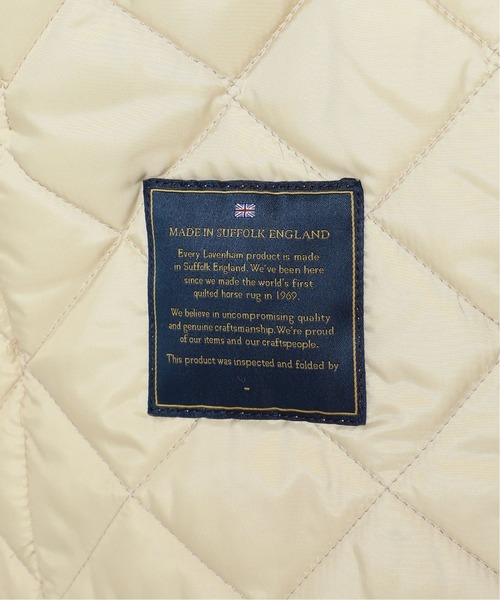 MADE IN SUFFOLK ENGLAND
Every Lavenham product is made
in Suffolk England. We've been here
since we made the world's first
quilted horse rug in 1969.
We believe in uncompromising quality
and genuine craftsmanship. We're proud
of our items and our craftspeople.
This product was inspected and folded by